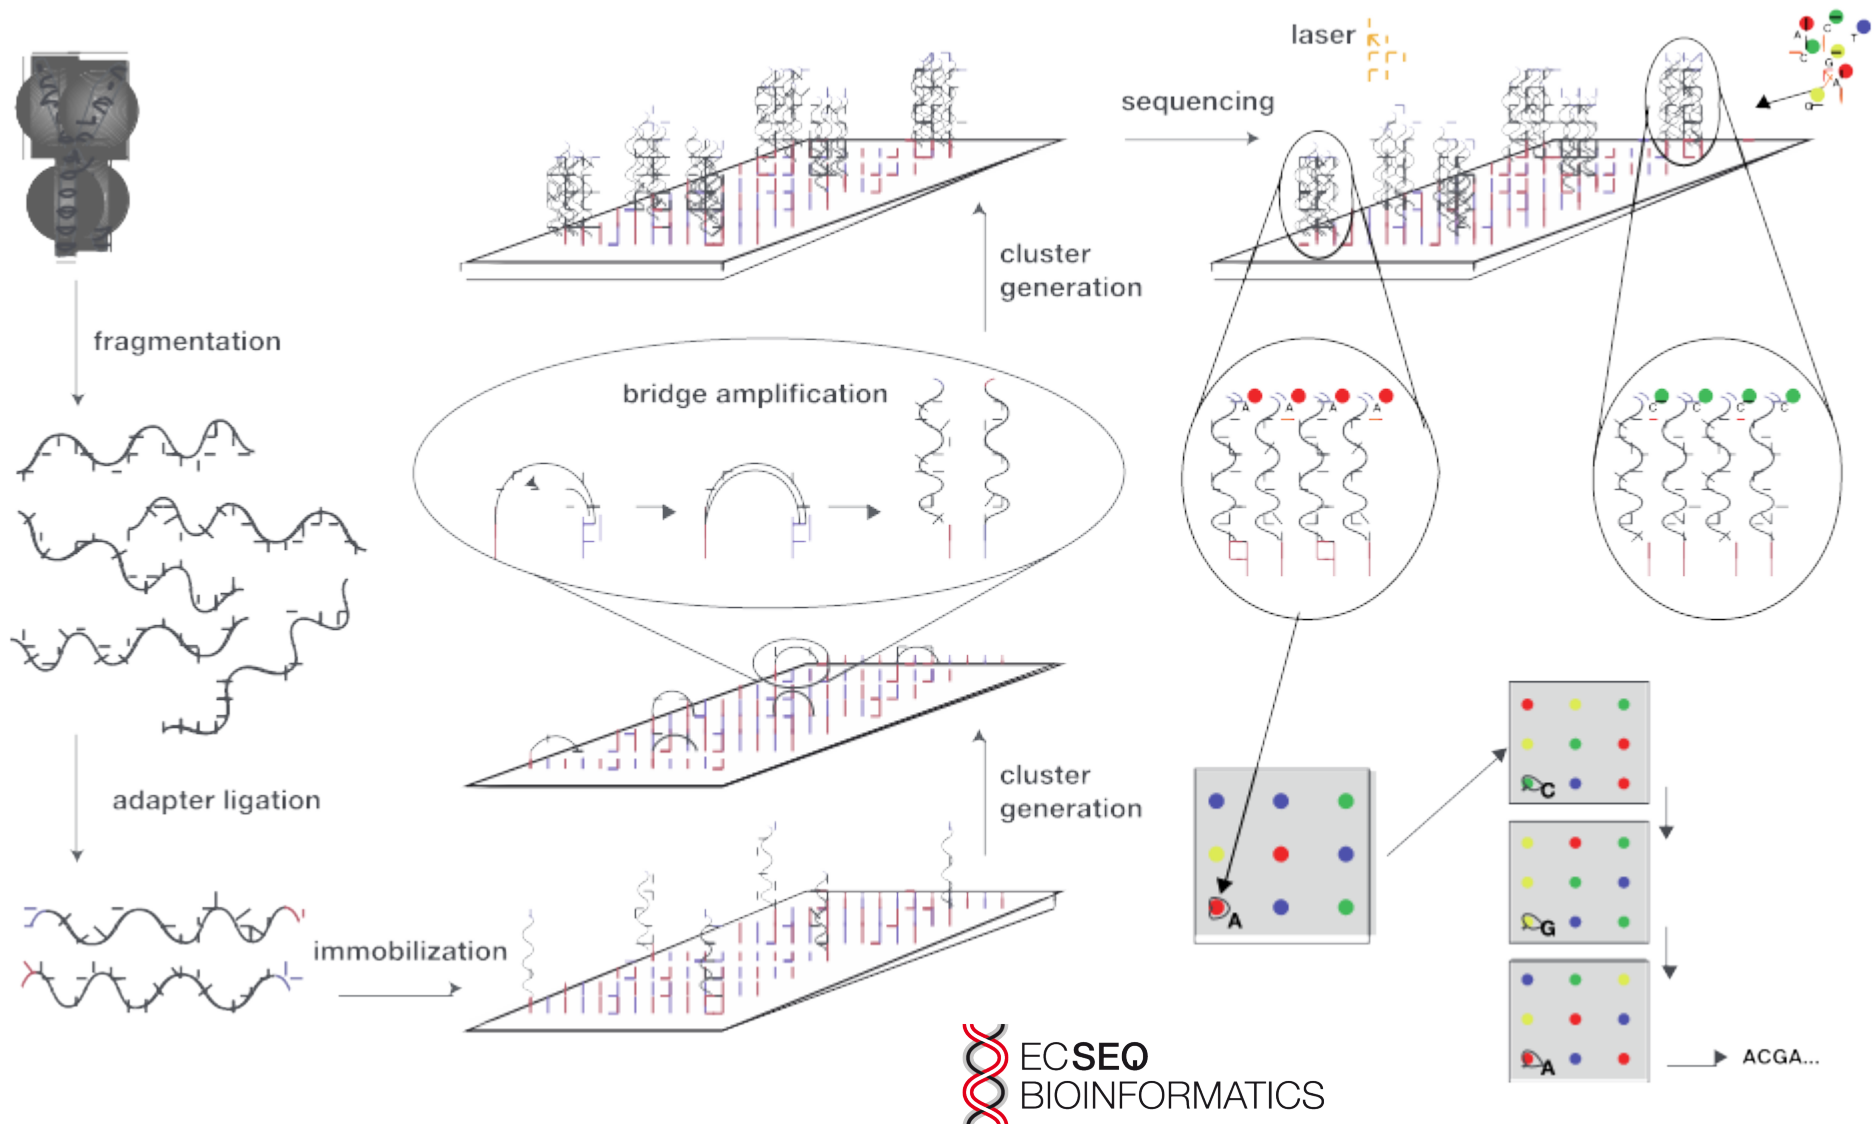 laser
sequencing
A
C
T
C
G
A
G
cluster
generation
fragmentation
bridge amplification
A A A A
C C C C
adapter ligation
cluster
generation
immobilization
A
C
G
A
ACGA...
ECSEQ
BIOINFORMATICS